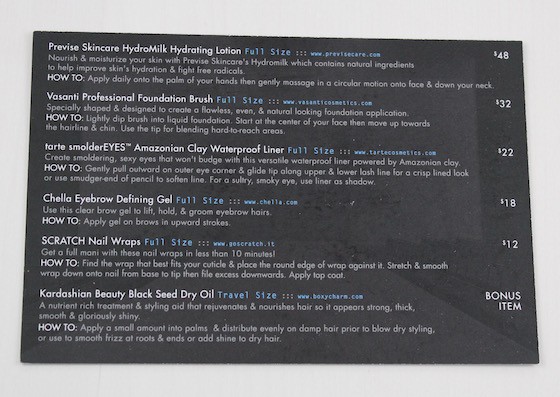 Previse Skincare HydroMilk Hydrating Lotion Full Size ::: www.previsecare.com $48
Nourish & moisturize your skin with Previse Skincare's Hydromilk which contains natural ingredients
to help improve skin's hydration & fight free radicals.
HOW TO: Apply daily onto the palm of your hands then gently massage in a circular motion onto face & down your neck.
Vasanti Professional Foundation Brush Full Size ::: www.vasanticosmetics.com $32
Specially shaped & designed to create a flawless, even, & natural looking foundation application.
HOW TO: Lightly dip brush into liquid foundation. Start at the center of your face then move up towards
the hairline & chin. Use the tip for blending hard-to-reach areas.
tarte smolderEYES™ Amazonian Clay Waterproof Liner Full Size ::: www.tartecosmetics.com $22
Create smoldering, sexy eyes that won't budge with this versatile waterproof liner powered by Amazonian clay.
HOW TO: Gently pull outward on outer eye corner & glide tip along upper & lower lash line for a crisp lined look
or use smudger-end of pencil to soften line. For a sultry, smoky eye, use liner as shadow.
Chella Eyebrow Defining Gel Full Size ::: www.chella.com $18
Use this clear brow gel to lift, hold, & groom eyebrow hairs.
HOW TO: Apply gel on brows in upward strokes.
SCRATCH Nail Wraps Full Size ::: www.goscratch.it $12
Get a full mani with these nail wraps in less than 10 minutes!
HOW TO: Find the wrap that best fits your cuticle & place the round edge of wrap against it. Stretch & smooth
wrap down onto nail from base to tip then file excess downwards. Apply top coat.
Kardashian Beauty Black Seed Dry Oil Travel Size ::: www.boxycharm.com BONUS
ITEM
A nutrient rich treatment & styling aid that rejuvenates & nourishes hair so it appears strong, thick,
smooth & gloriously shiny.
HOW TO: Apply a small amount into palms & distribute evenly on damp hair prior to blow dry styling,
or use to smooth frizz at roots & ends or add shine to dry hair.